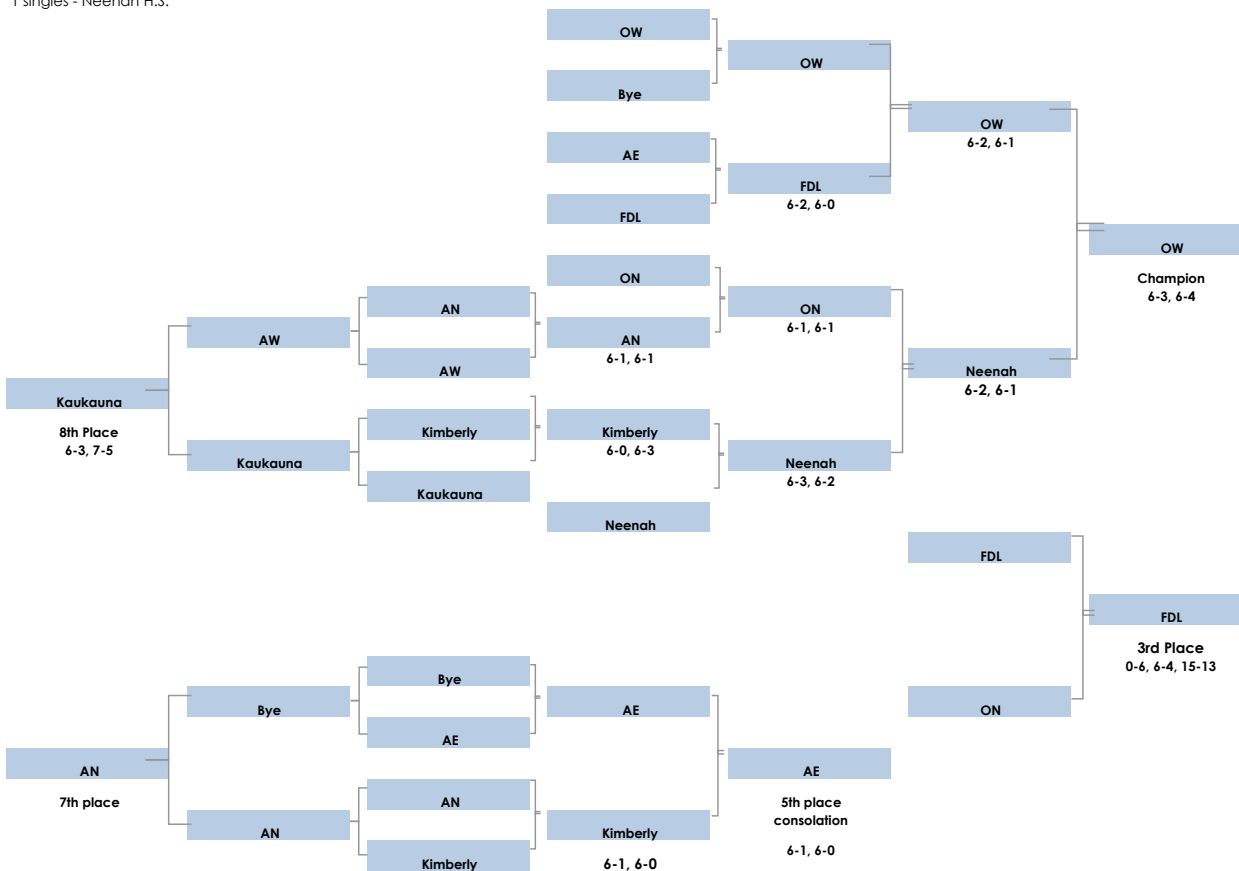 1 singles - Neenah H.S.
OW
Bye
OW
AE
FDL
FDL
6-2, 6-0
OW
6-2, 6-1
OW
Champion
6-3, 6-4
ON
AN
6-1, 6-1
ON
6-1, 6-1
Neenah
6-2, 6-1
AN
AW
AW
Kaukauna
8th Place
6-3, 7-5
Kimberly
Kaukauna
Kaukauna
Kimberly
6-0, 6-3
Neenah
6-3, 6-2
Neenah
FDL
FDL
3rd Place
0-6, 6-4, 15-13
ON
Bye
Bye
AE
AE
AN
7th place
AE
5th place
consolation
6-1, 6-0
AN
AN
Kimberly
Kimberly
6-1, 6-0